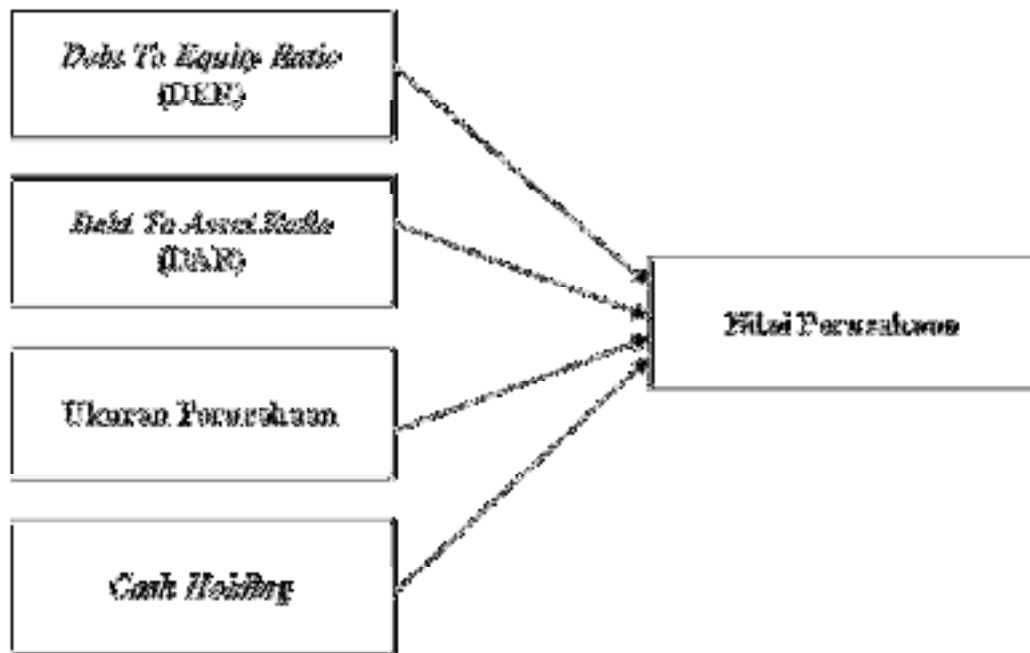 Debt To Equity Ratio
(DER)
Debt To Asset Ratio
(DAR)
Ukuran Perusahaan
Cash Holding
Nilai Perusahaan